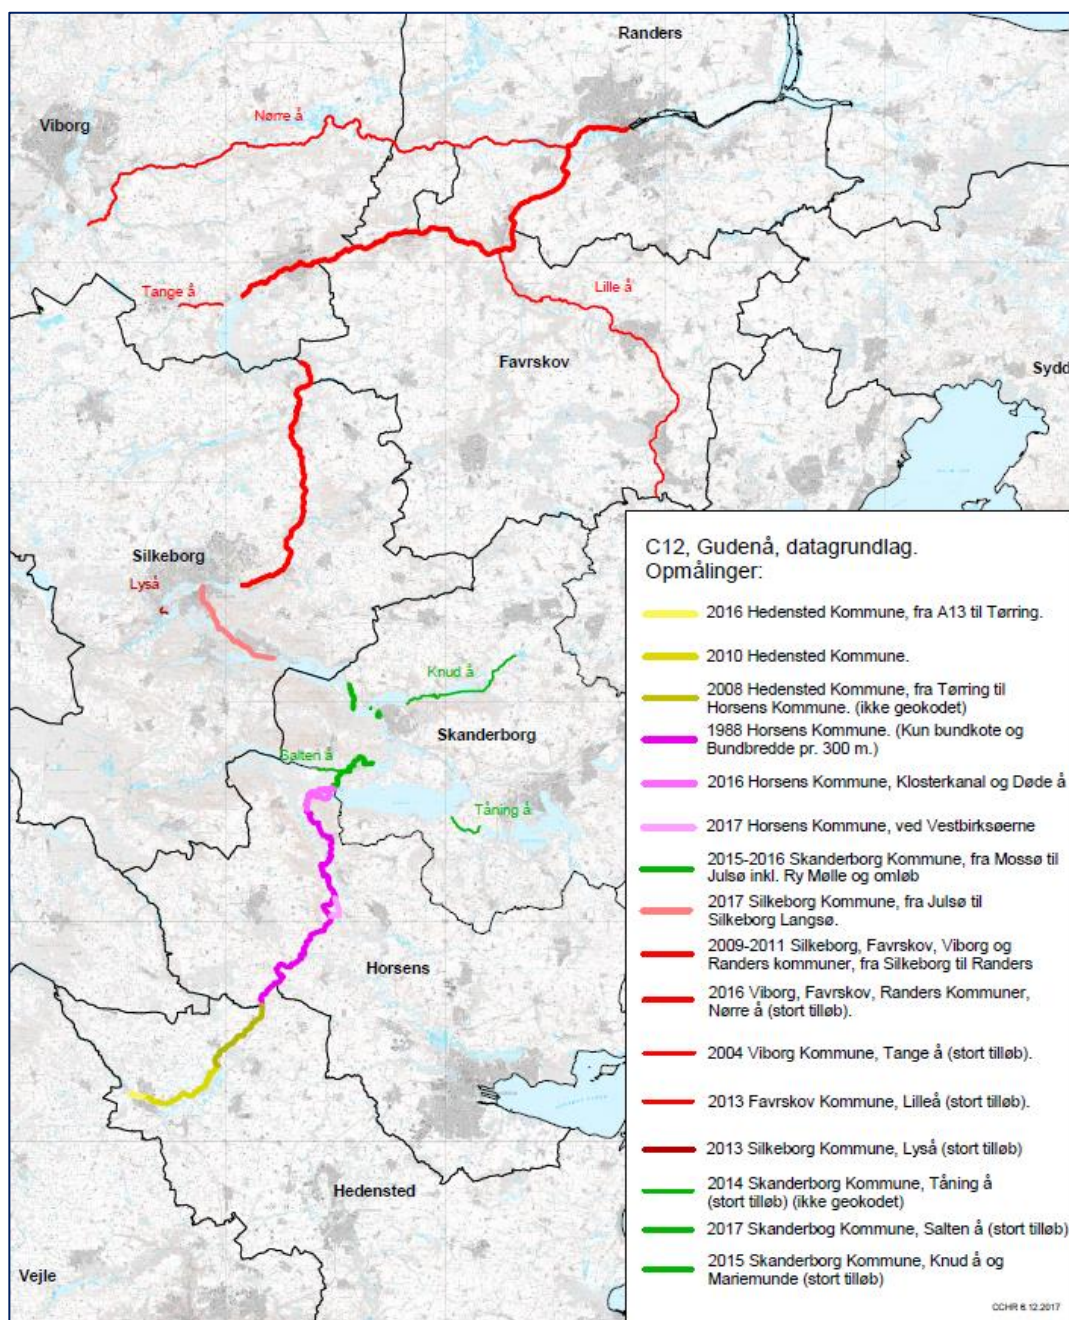 Randers
Viborg
Nørre å
Tange å
Lille å
Favrskov
Sydd
Silkeborg
Lyså
Knud å
Skanderborg
Salten å
Tåning å
Horsens
Hedensted
Vejle
C12, Gudenå, datagrundlag.
Opmålinger:
2016 Hedensted Kommune, fra A13 til Tørring.
2010 Hedensted Kommune.
2008 Hedensted Kommune, fra Tørring til
Horsens Kommune. (ikke geokodet)
1988 Horsens Kommune. (Kun bundkote og
Bundbredde pr. 300 m.)
2016 Horsens Kommune, Klosterkanal og Døde å
2017 Horsens Kommune, ved Vestbirksøerne
2015-2016 Skanderborg Kommune, fra Mossø til
Julsø inkl. Ry Mølle og omløb
2017 Silkeborg Kommune, fra Julsø til
Silkeborg Langsø.
2009-2011 Silkeborg, Favrskov, Viborg og
Randers kommuner, fra Silkeborg til Randers
2016 Viborg, Favrskov, Randers Kommuner,
Nørre å (stort tilløb).
2004 Viborg Kommune, Tange å (stort tilløb).
2013 Favrskov Kommune, Lilleå (stort tilløb).
2013 Silkeborg Kommune, Lyså (stort tilløb)
2014 Skanderborg Kommune, Tåning å
(stort tilløb) (ikke geokodet)
2017 Skanderbog Kommune, Salten å (stort tilløb)
2015 Skanderborg Kommune, Knud å og
Mariemunde (stort tilløb)
CCHR 6.12.2017